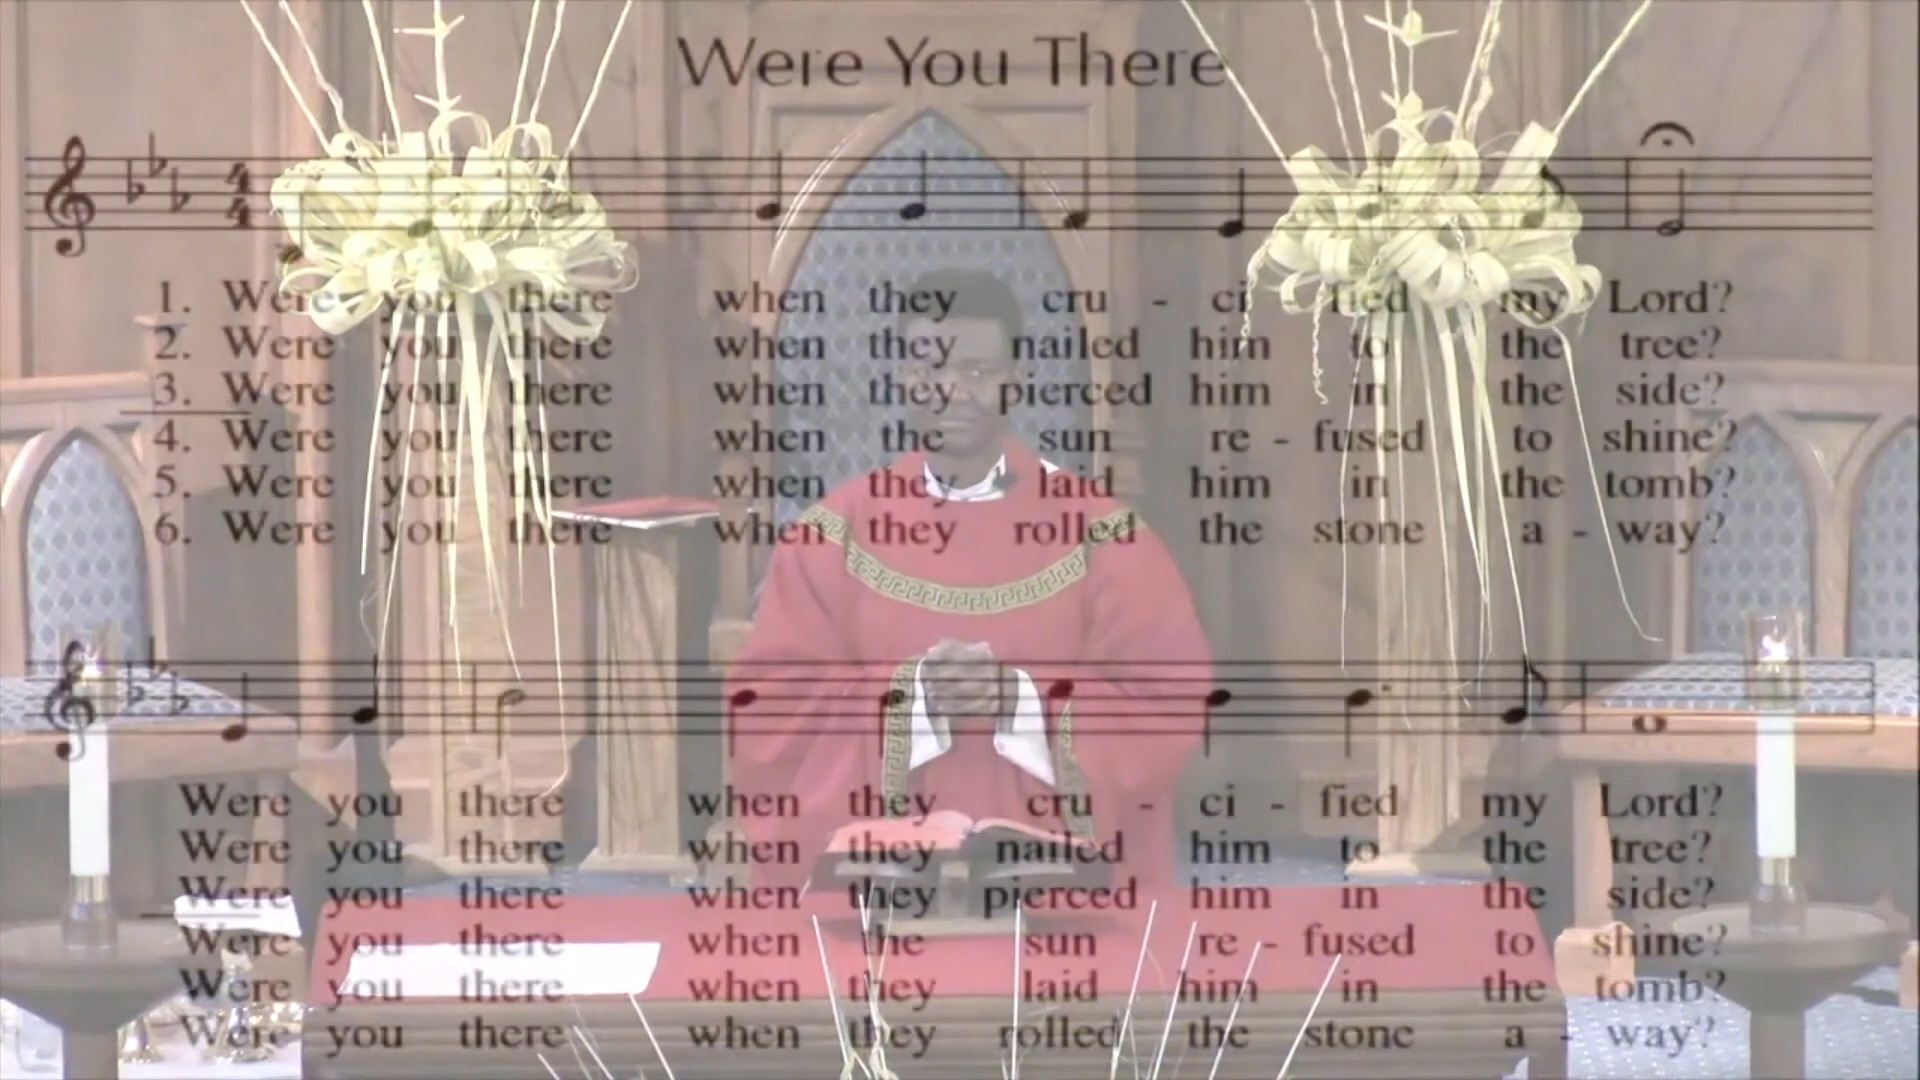 Were You There
1. Were you there when they cru - ci - fied my Lord?
2. Were you there when they nailed him to the tree?
3. Were you there when they pierced him in the side?
4. Were you there when the sun re - fused to shine?
5. Were you there when they laid him in the tomb?
6. Were you there when they rolled the stone a - way?
Were you there when they cru - ci - fied my Lord?
Were you there when they nailed him to the tree?
Were you there when they pierced him in the side?
Were you there when the sun re - fused to shine?
Were you there when they laid him in the tomb?
Were you there when they rolled the stone a - way?